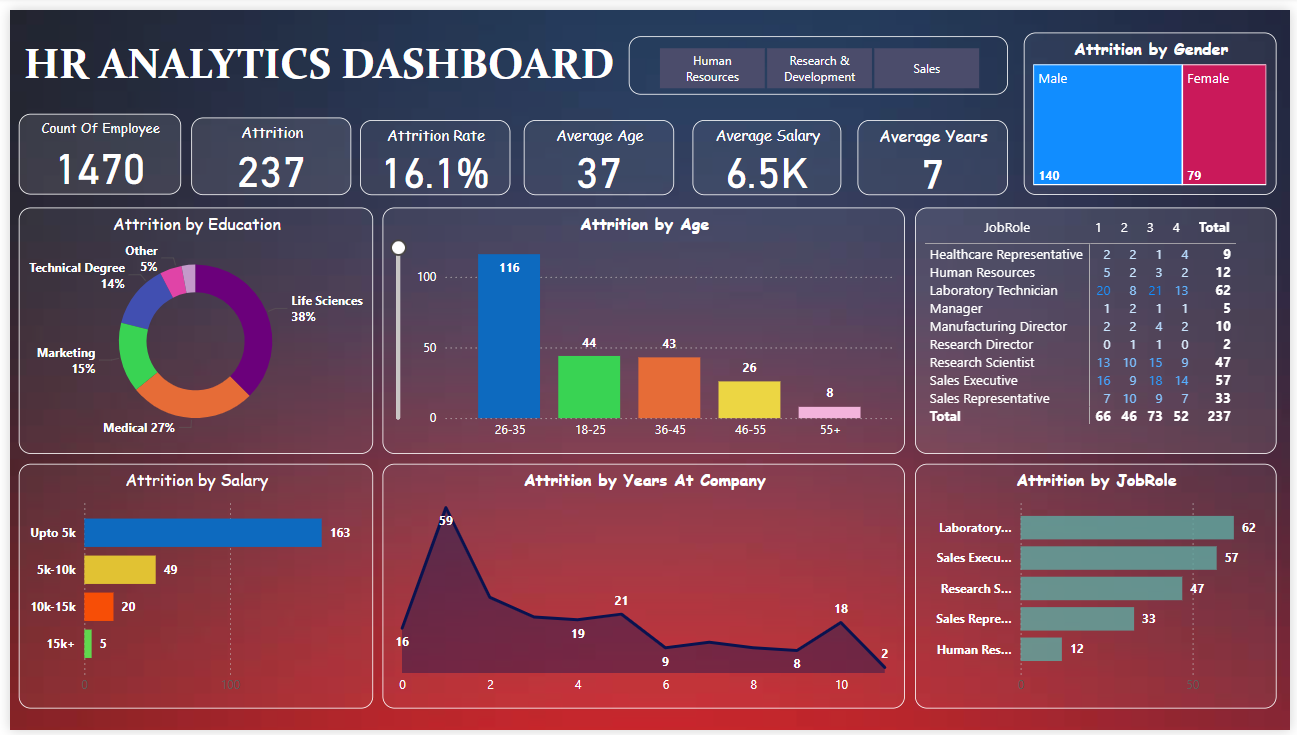 HR ANALYTICS DASHBOARD
Human Resources
Research & Development
Sales
Attrition by Gender
Male
Female
140
79
Count Of Employee
1470
Attrition
237
Attrition Rate
16.1%
Average Age
37
Average Salary
6.5K
Average Years
7
Attrition by Education
Other
5%
Technical Degree
14%
Life Sciences
38%
Marketing
15%
Medical 27%
Attrition by Age
100
50
0
116
44
43
26
8
26-35 18-25 36-45 46-55 55+
JobRole 1 2 3 4 Total
Healthcare Representative 2 2 1 4 9
Human Resources 5 2 3 2 12
Laboratory Technician 20 8 21 13 62
Manager 1 2 1 1 5
Manufacturing Director 2 2 4 2 10
Research Director 0 1 1 0 2
Research Scientist 13 10 15 9 47
Sales Executive 16 9 18 14 57
Sales Representative 7 10 9 7 33
Total 66 46 73 52 237
Attrition by Salary
Upto 5k 163
5k-10k 49
10k-15k 20
15k+ 5
0 100
Attrition by Years At Company
16
59
19
21
9
8
18
2
0 2 4 6 8 10
Attrition by JobRole
Laboratory... 62
Sales Execu... 57
Research S... 47
Sales Repre... 33
Human Res... 12
0 50